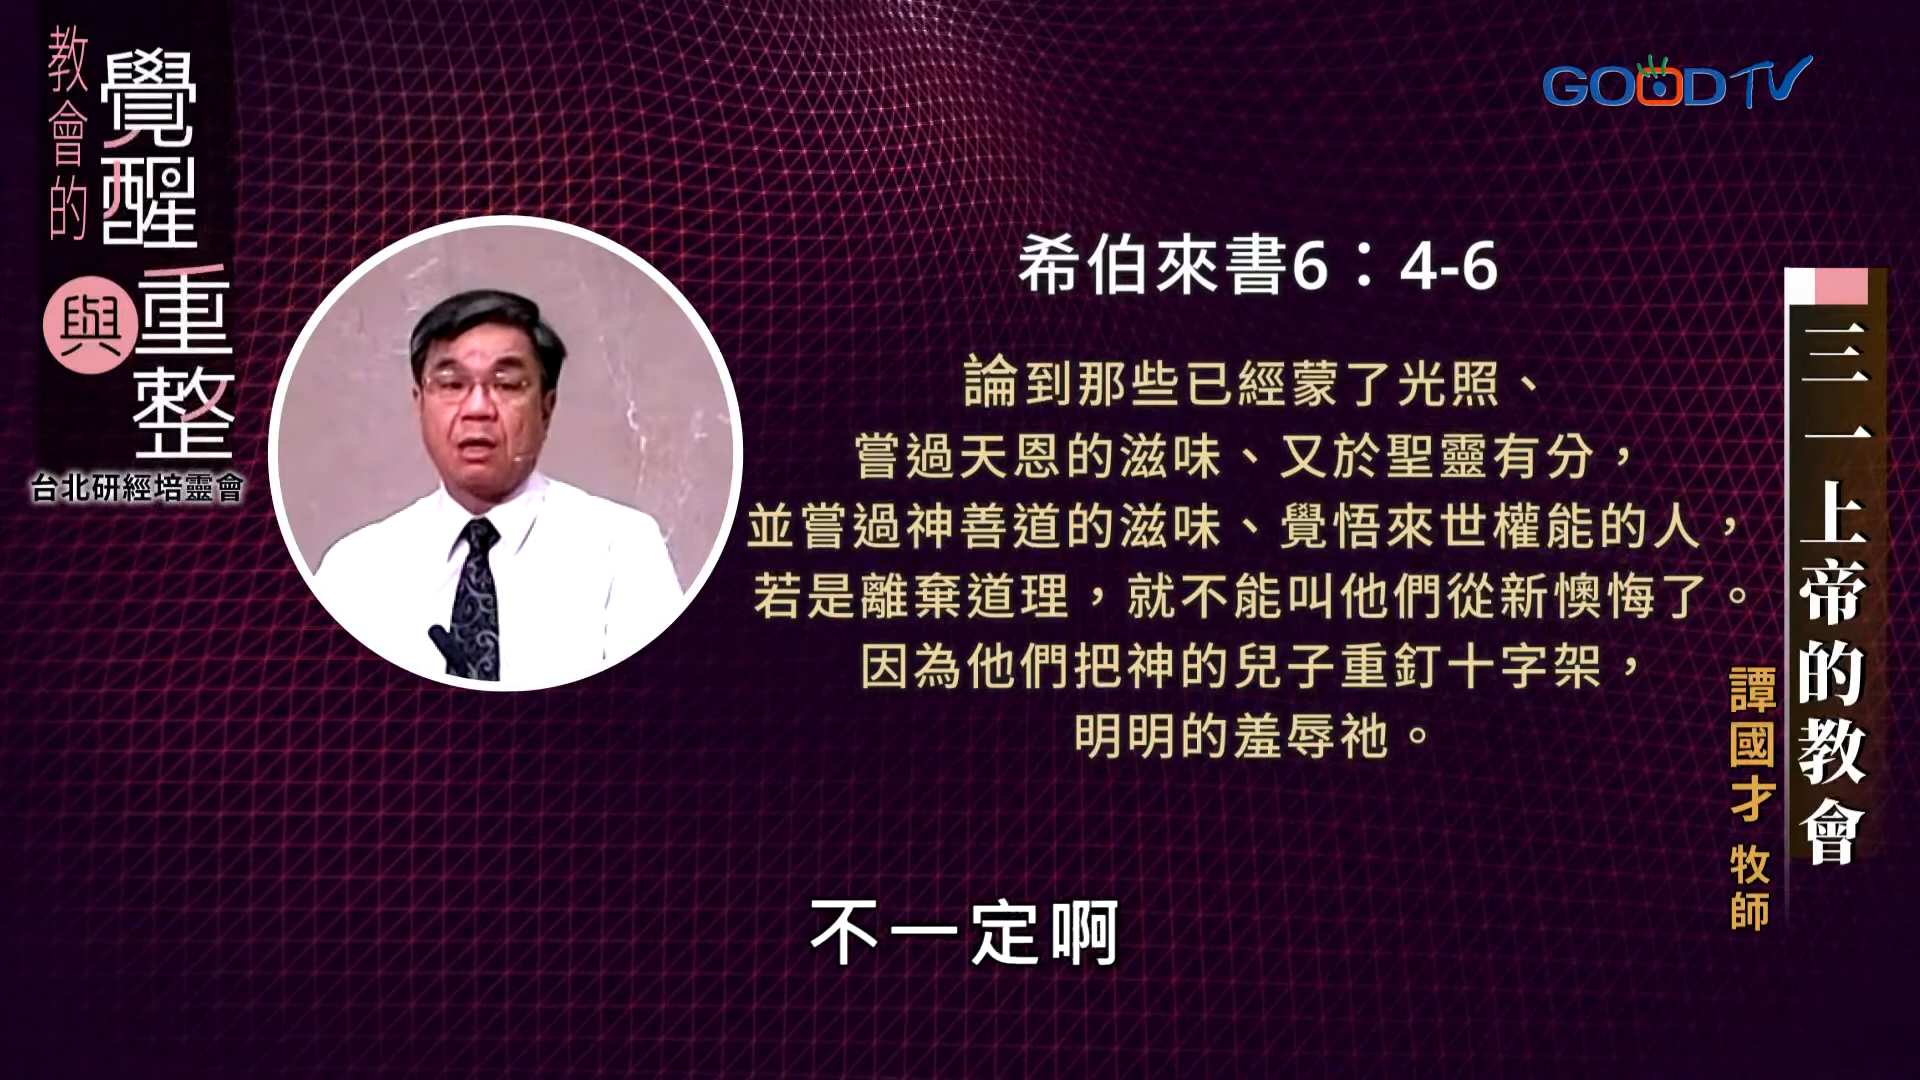 教會的
覺醒
與
重整
台北研經培靈會
GOODTV
希伯來書6：4-6
論到那些已經蒙了光照、
嘗過天恩的滋味、又於聖靈有分，
並嘗過神善道的滋味、覺悟來世權能的人，
若是離棄道理，就不能叫他們從新懊悔了。
因為他們把神的兒子重釘十字架，
明明的羞辱祂。
三一上帝的教會
譚國才 牧師
不一定啊